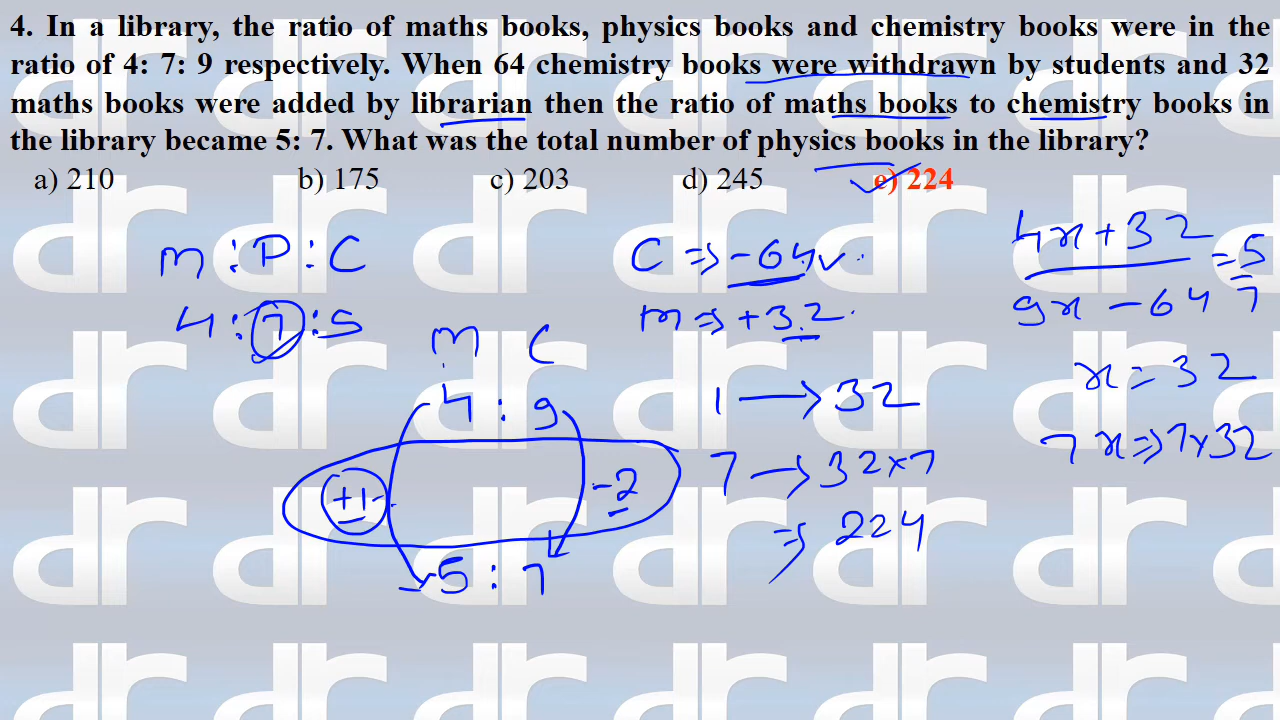 4. In a library, the ratio of maths books, physics books and chemistry books were in the
ratio of 4: 7: 9 respectively. When 64 chemistry books were withdrawn by students and 32
maths books were added by librarian then the ratio of maths books to chemistry books in
the library became 5: 7. What was the total number of physics books in the library?
a) 210 b) 175 c) 203 d) 245 e) 224
m : P : C
4 : 7 : 5
m C
4 : 9
+1 -2
5 : 7
C ⇒ -64
m ⇒ +32
1 → 32
7 → 32×7
⇒ 224
4x+32 = 5
9x-64 7
x = 32
7x ⇒ 7×32
dr